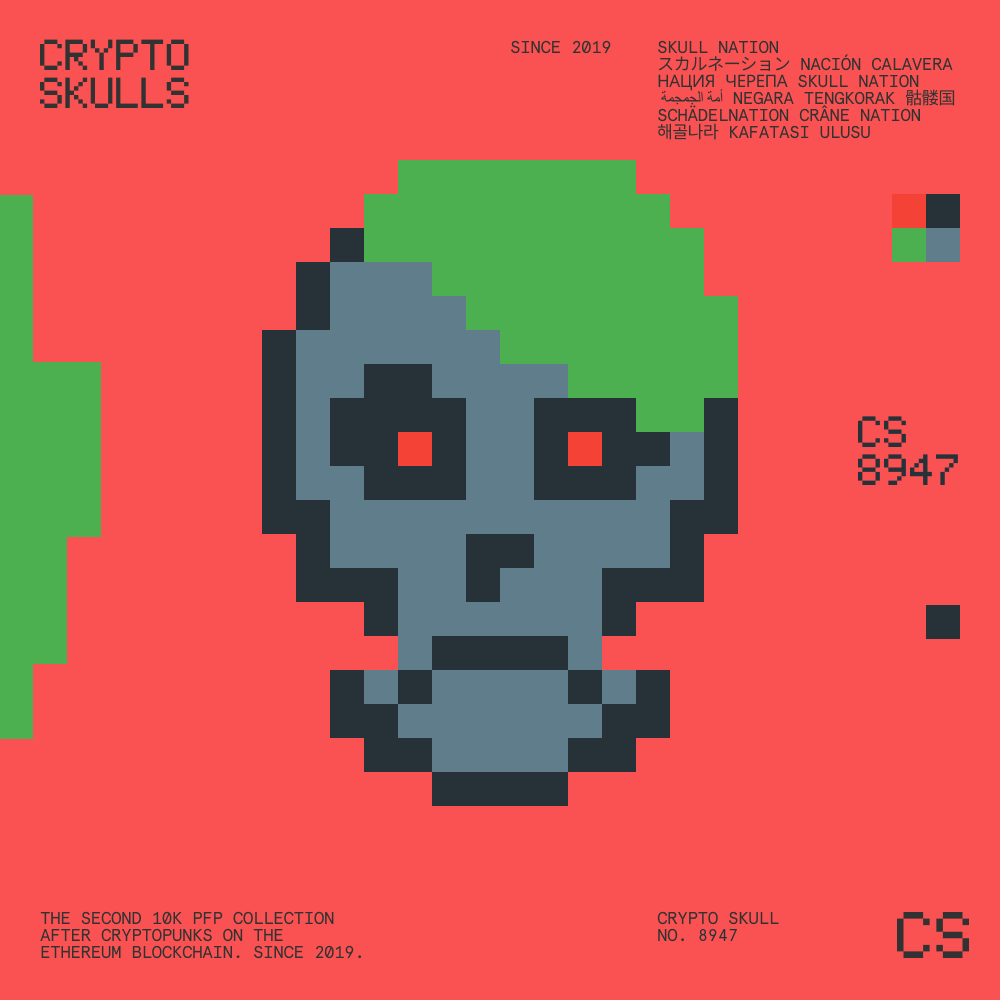 CRYPTO
SKULLS
SINCE 2019
SKULL NATION
スカルネーション NACIÓN CALAVERA
НАЦИЯ ЧЕРЕПА SKULL NATION
أمة الجمجمة NEGARA TENGKORAK 骷髅国
SCHÄDELNATION CRÂNE NATION
해골나라 KAFATASI ULUSU
CS
8947
THE SECOND 10K PFP COLLECTION
AFTER CRYPTOPUNKS ON THE
ETHEREUM BLOCKCHAIN. SINCE 2019.
CRYPTO SKULL
NO. 8947
CS